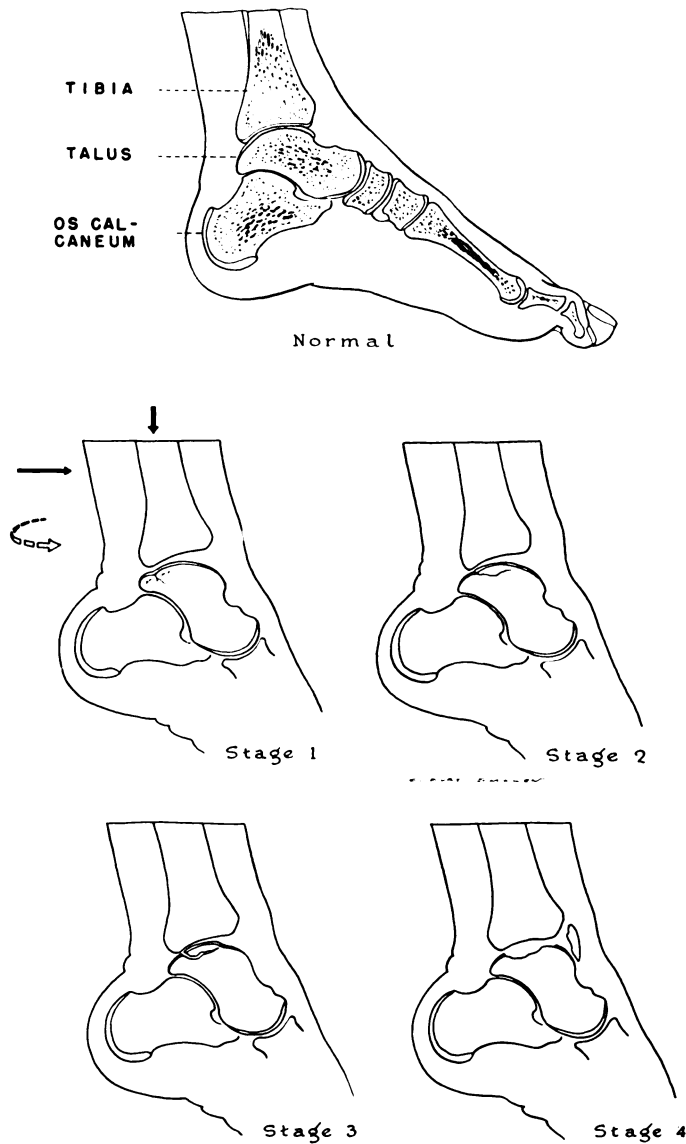 TIBIA
TALUS
OS CAL-
CANEUM
Normal
Stage 1
Stage 2
Stage 3
Stage 4